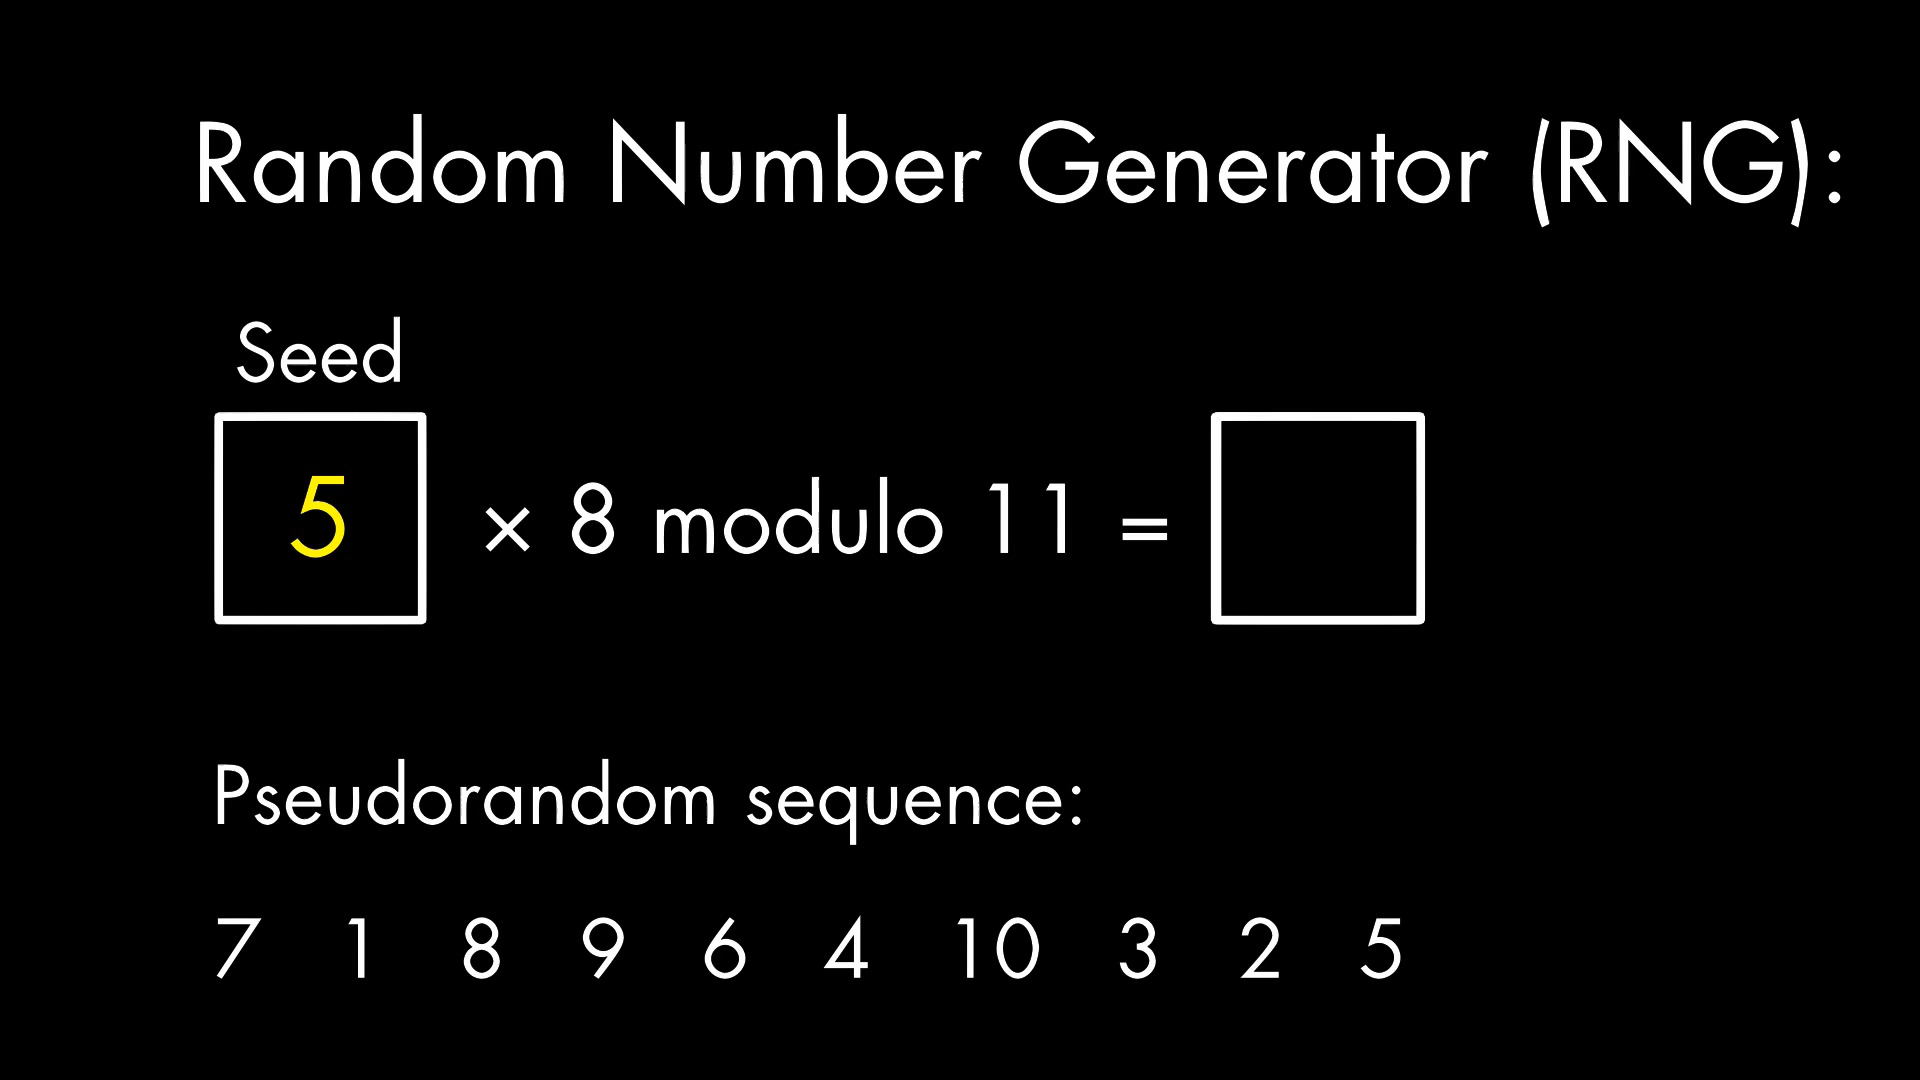 Random Number Generator (RNG):
Seed
5 × 8 modulo 11 =
Pseudorandom sequence:
7 1 8 9 6 4 10 3 2 5